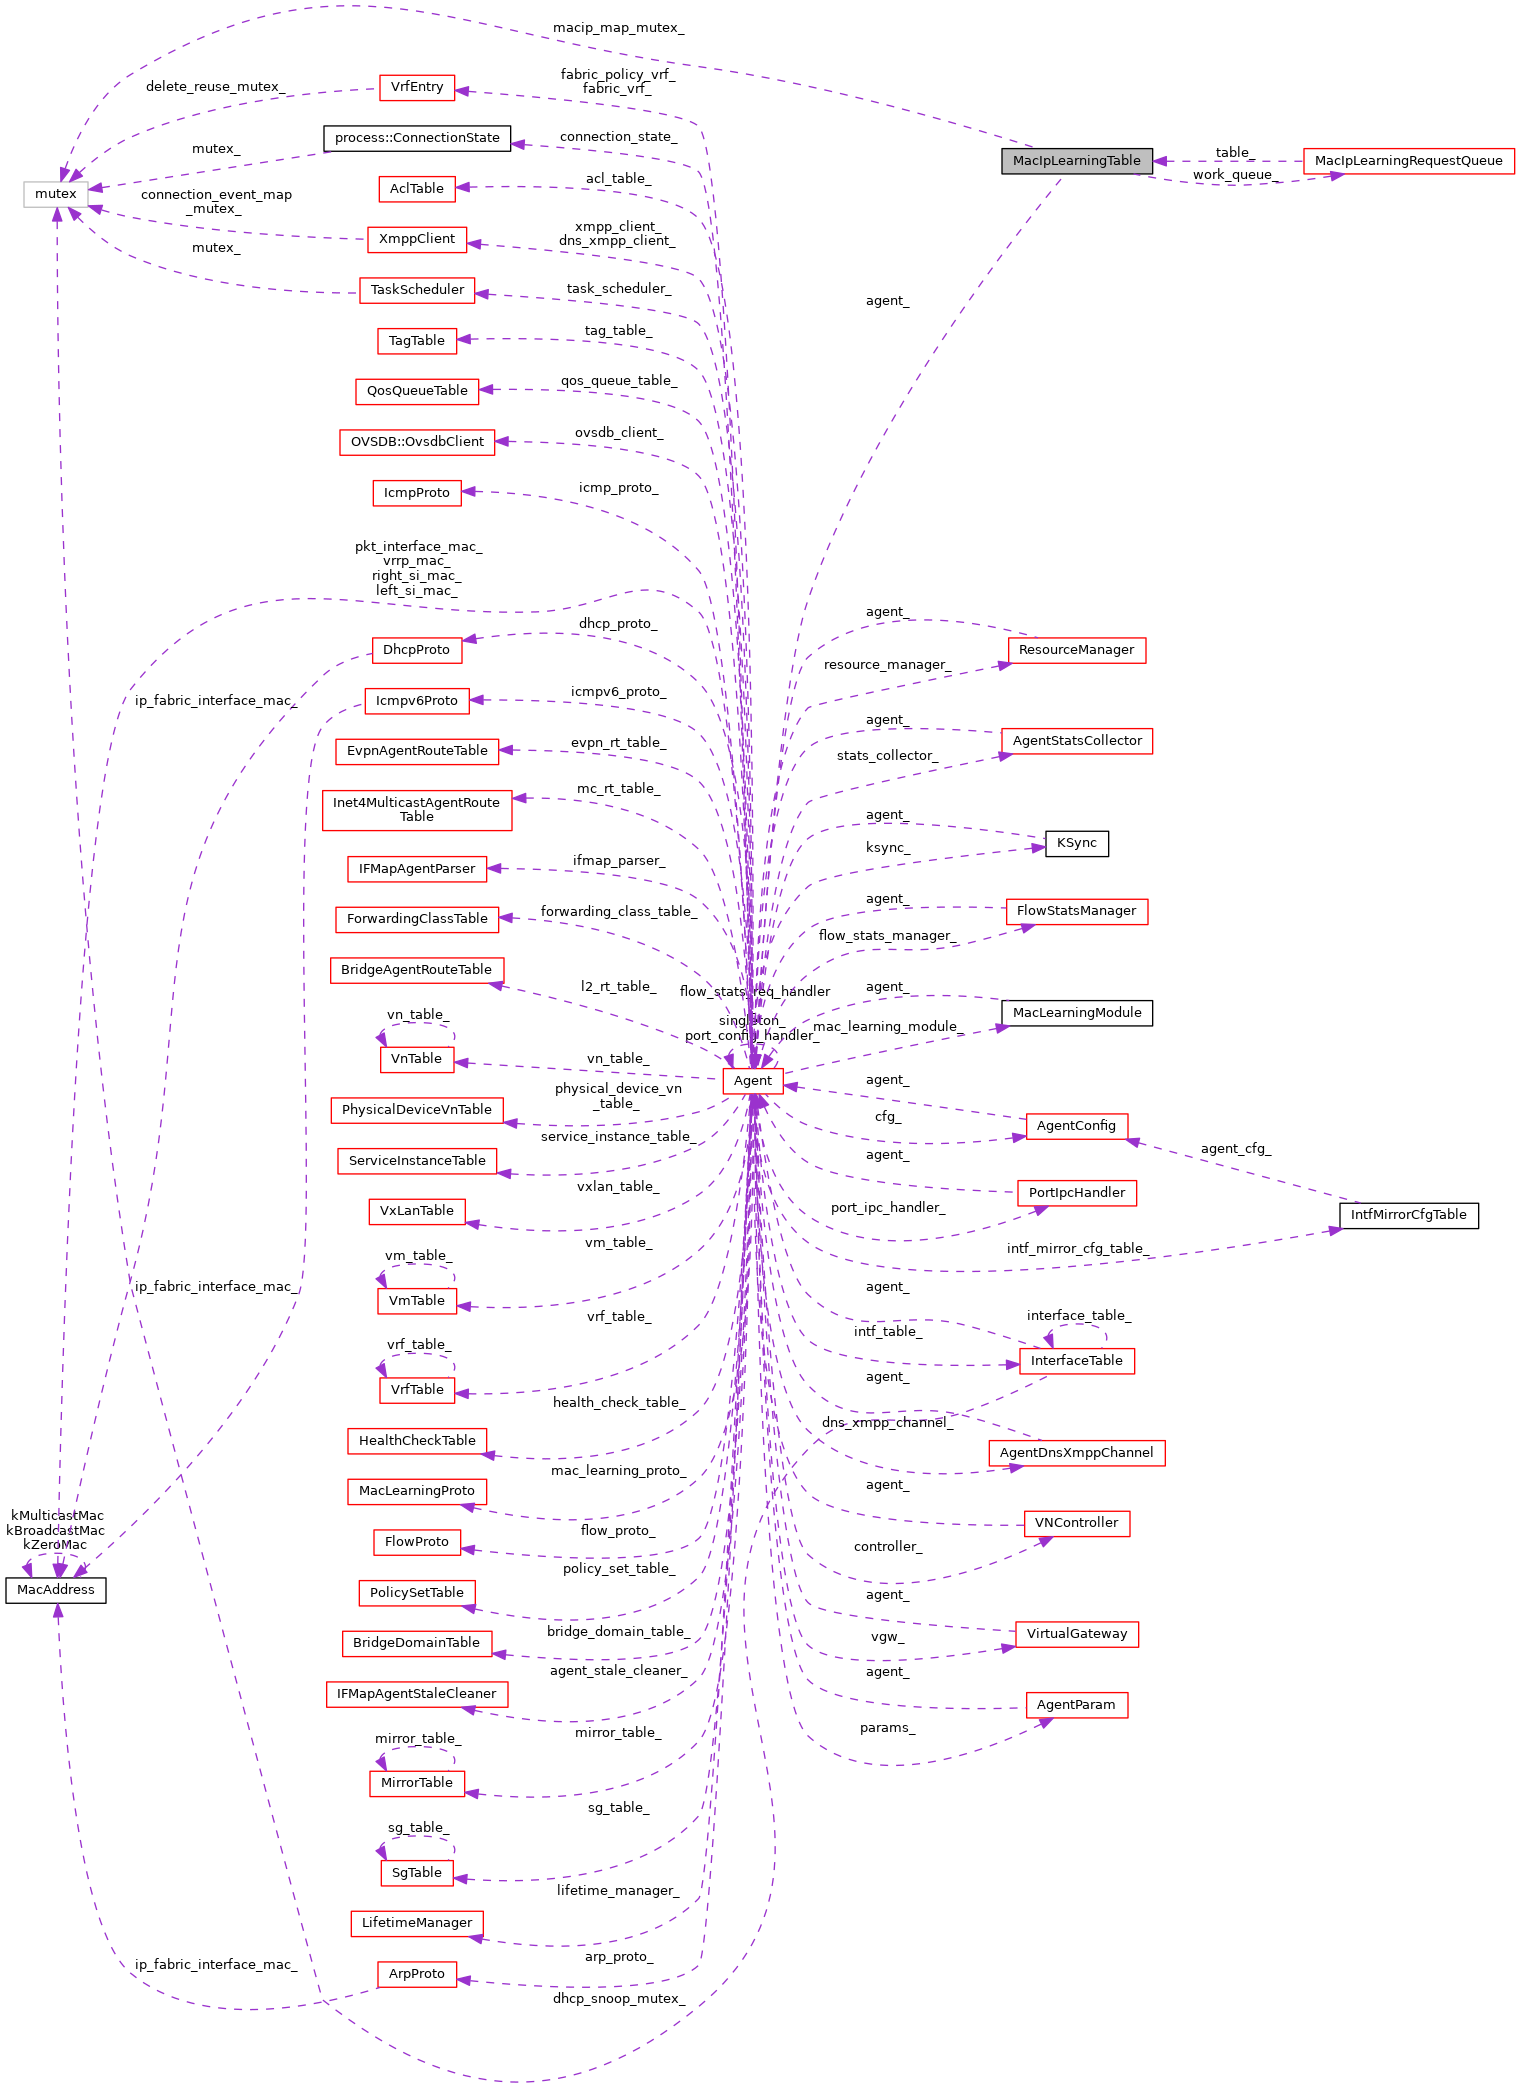 macip_map_mutex_
fabric_policy_vrf_
fabric_vrf_
VrfEntry
delete_reuse_mutex_
connection_state_
process::ConnectionState
mutex_
MacIpLearningTable
table_
MacIpLearningRequestQueue
work_queue_
acl_table_
AclTable
mutex
connection_event_map
_mutex_
xmpp_client_
dns_xmpp_client_
XmppClient
mutex_
task_scheduler_
TaskScheduler
agent_
tag_table_
TagTable
qos_queue_table_
QosQueueTable
ovsdb_client_
OVSDB::OvsdbClient
icmp_proto_
IcmpProto
pkt_interface_mac_
vrrp_mac_
right_si_mac_
left_si_mac_
dhcp_proto_
DhcpProto
agent_
ResourceManager
resource_manager_
ip_fabric_interface_mac_
icmpv6_proto_
Icmpv6Proto
agent_
AgentStatsCollector
stats_collector_
evpn_rt_table_
EvpnAgentRouteTable
mc_rt_table_
Inet4MulticastAgentRoute
Table
agent_
KSync
ksync_
ifmap_parser_
IFMapAgentParser
agent_
FlowStatsManager
flow_stats_manager_
forwarding_class_table_
ForwardingClassTable
BridgeAgentRouteTable
l2_rt_table_
flow_stats_req_handler
singleton_
port_config_handler_
agent_
MacLearningModule
mac_learning_module_
vn_table_
VnTable
vn_table_
Agent
agent_
cfg_
AgentConfig
physical_device_vn
_table_
PhysicalDeviceVnTable
service_instance_table_
ServiceInstanceTable
agent_
PortIpcHandler
port_ipc_handler_
agent_cfg_
IntfMirrorCfgTable
intf_mirror_cfg_table_
vxlan_table_
VxLanTable
vm_table_
vm_table_
VmTable
ip_fabric_interface_mac_
agent_
interface_table_
intf_table_
InterfaceTable
vrf_table_
vrf_table_
VrfTable
agent_
dns_xmpp_channel_
AgentDnsXmppChannel
health_check_table_
HealthCheckTable
mac_learning_proto_
MacLearningProto
agent_
VNController
controller_
kMulticastMac
kBroadcastMac
kZeroMac
MacAddress
flow_proto_
FlowProto
policy_set_table_
PolicySetTable
agent_
VirtualGateway
vgw_
bridge_domain_table_
BridgeDomainTable
agent_stale_cleaner_
IFMapAgentStaleCleaner
agent_
AgentParam
params_
mirror_table_
mirror_table_
MirrorTable
sg_table_
sg_table_
SgTable
lifetime_manager_
LifetimeManager
arp_proto_
ArpProto
ip_fabric_interface_mac_
dhcp_snoop_mutex_